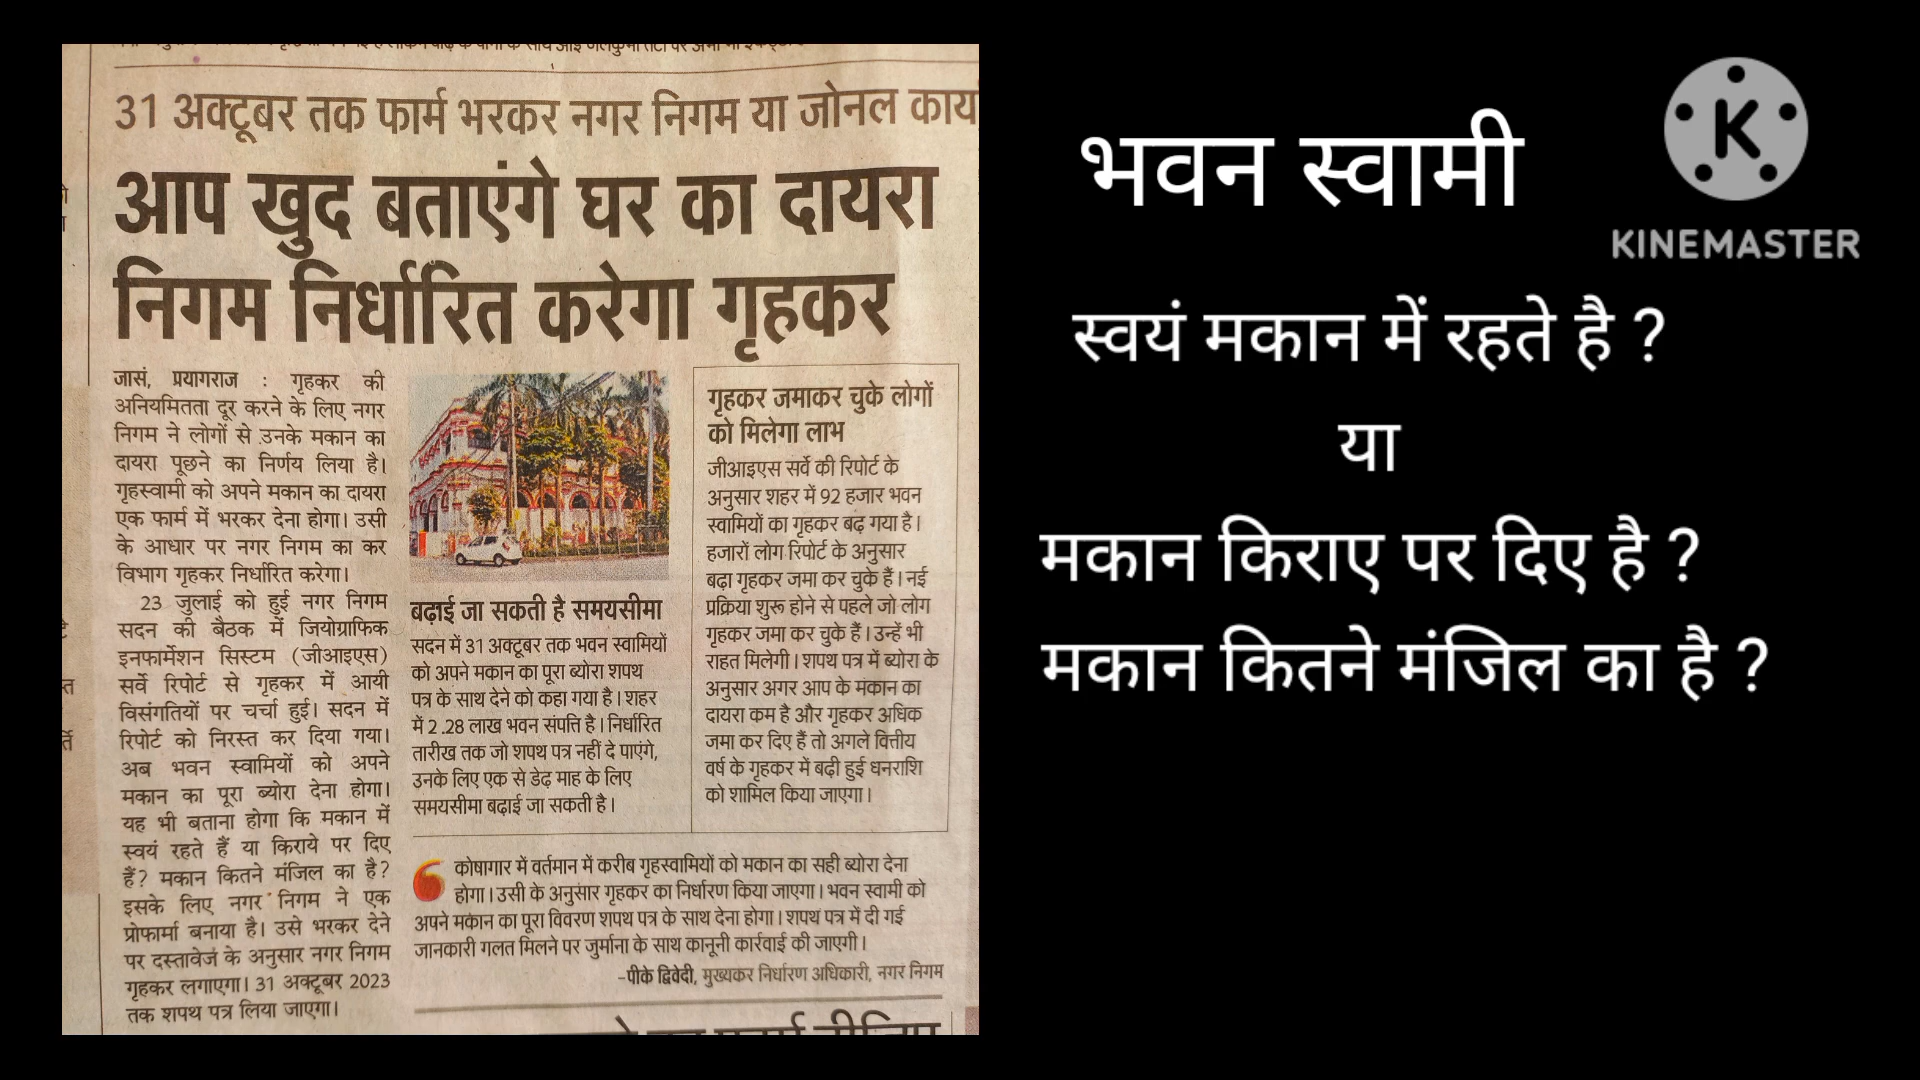 31 अक्टूबर तक फार्म भरकर नगर निगम या जोनल
आप खुद बताएंगे घर का दायरा
निगम निर्धारित करेगा गृहकर
जासं, प्रयागराज : गृहकर की
अनियमितता दूर करने के लिए नगर
निगम ने लोगों से उनके मकान का
दायरा पूछने का निर्णय लिया है।
गृहस्वामी को अपने मकान का दायरा
एक फार्म में भरकर देना होगा। उसी
के आधार पर नगर निगम का कर
विभाग गृहकर निर्धारित करेगा।
23 जुलाई को हुई नगर निगम
सदन की बैठक में जियोग्राफिक
इनफार्मेशन सिस्टम (जीआइएस)
सर्वे रिपोर्ट से गृहकर में आयी
विसंगतियों पर चर्चा हुई। सदन में
रिपोर्ट को निरस्त कर दिया गया।
अब भवन स्वामियों को अपने
मकान का पूरा ब्योरा देना होगा।
यह भी बताना होगा कि मकान में
स्वयं रहते हैं या किराये पर दिए
हैं? मकान कितने मंजिल का है?
इसके लिए नगर निगम ने एक
प्रोफार्मा बनाया है। उसे भरकर देने
पर दस्तावेज के अनुसार नगर निगम
गृहकर लगाएगा। 31 अक्टूबर 2023
तक शपथ पत्र लिया जाएगा।
बढ़ाई जा सकती है समयसीमा
सदन में 31 अक्टूबर तक भवन स्वामियों
को अपने मकान का पूरा ब्योरा शपथ
पत्र के साथ देने को कहा गया है। शहर
में 2.28 लाख भवन संपत्ति है। निर्धारित
तारीख तक जो शपथ पत्र नहीं दे पाएंगे,
उनके लिए एक से डेढ़ माह के लिए
समयसीमा बढ़ाई जा सकती है।
गृहकर जमाकर चुके लोगों
को मिलेगा लाभ
जीआइएस सर्वे की रिपोर्ट के
अनुसार शहर में 92 हजार भवन
स्वामियों का गृहकर बढ़ गया है।
हजारों लोग रिपोर्ट के अनुसार
बढ़ा गृहकर जमा कर चुके हैं। नई
प्रक्रिया शुरू होने से पहले जो लोग
गृहकर जमा कर चुके हैं। उन्हें भी
राहत मिलेगी। शपथ पत्र में ब्योरा के
अनुसार अगर आप के मकान का
दायरा कम है और गृहकर अधिक
जमा कर दिए हैं तो अगले वित्तीय
वर्ष के गृहकर में बढ़ी हुई धनराशि
को शामिल किया जाएगा।
कोषागार में वर्तमान में करीब गृहस्वामियों को मकान का सही ब्योरा देना
होगा। उसी के अनुसार गृहकर का निर्धारण किया जाएगा। भवन स्वामी को
अपने मकान का पूरा विवरण शपथ पत्र के साथ देना होगा। शपथ पत्र में दी गई
जानकारी गलत मिलने पर जुर्माना के साथ कानूनी कार्रवाई की जाएगी।
-पीके द्विवेदी, मुख्यकर निर्धारण अधिकारी, नगर निगम
भवन स्वामी
K
KINEMASTER
स्वयं मकान में रहते है ?
या
मकान किराए पर दिए है ?
मकान कितने मंजिल का है ?